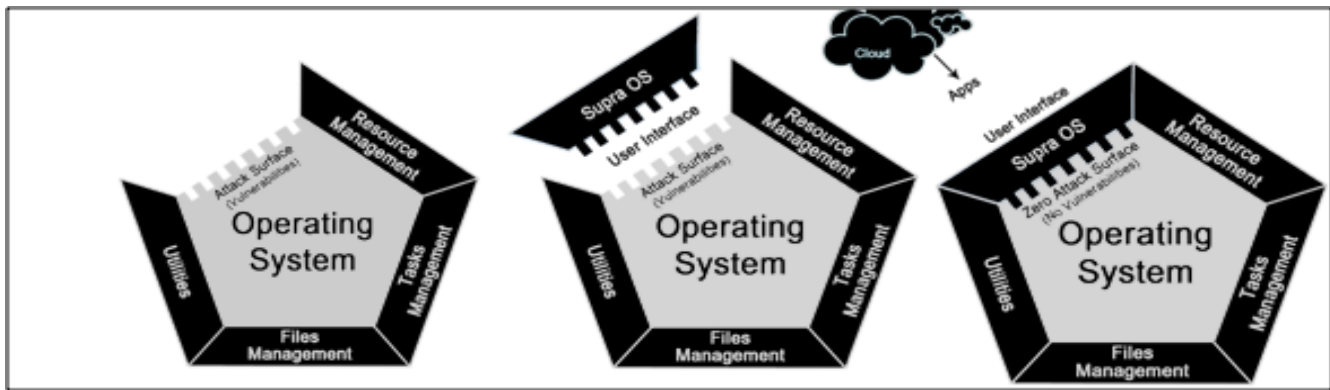 Resource
Management
Attack Surface
(Vulnerabilities)
Operating
System
Utilities
Tasks
Management
Files
Management
Supra OS
User Interface
Resource
Management
Attack Surface
(Vulnerabilities)
Operating
System
Utilities
Tasks
Management
Files
Management
Cloud
Apps
User Interface
Supra OS
Resource
Management
Zero Attack Surface
(No Vulnerabilities)
Operating
System
Utilities
Tasks
Management
Files
Management